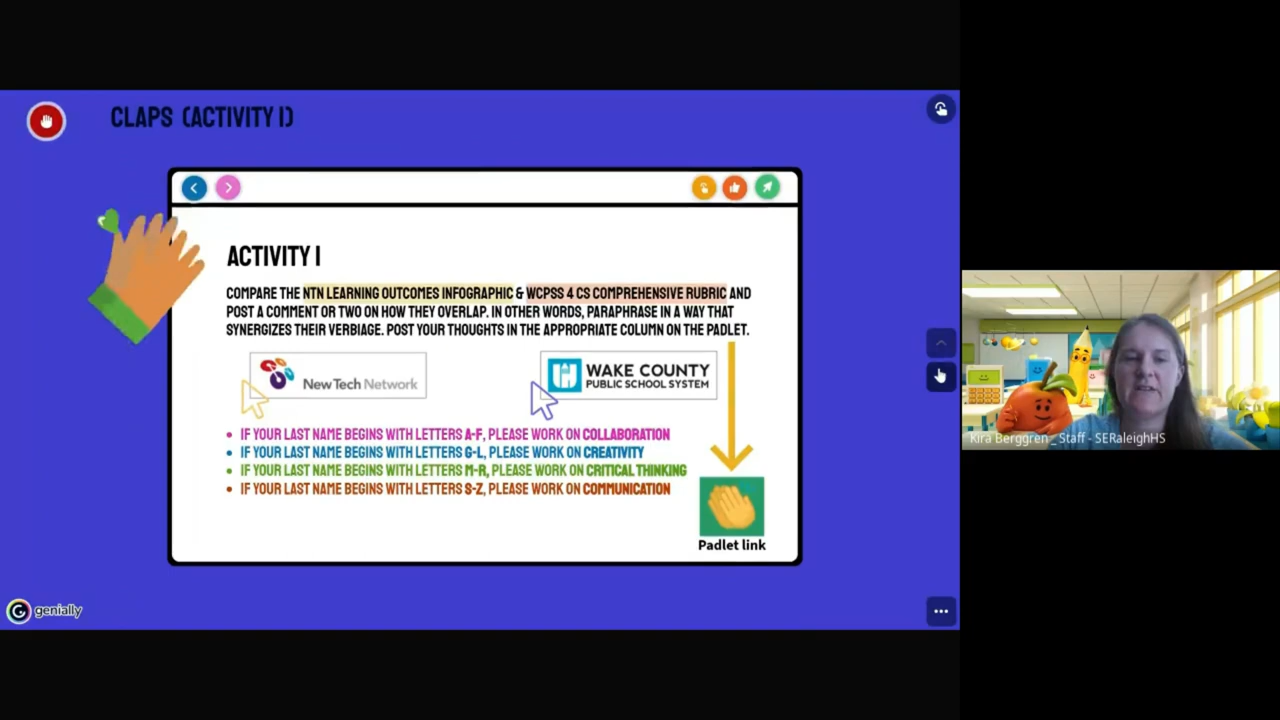 CLAPS (ACTIVITY 1)
ACTIVITY 1
COMPARE THE NTN LEARNING OUTCOMES INFOGRAPHIC & WCPSS 4 CS COMPREHENSIVE RUBRIC AND
POST A COMMENT OR TWO ON HOW THEY OVERLAP. IN OTHER WORDS, PARAPHRASE IN A WAY THAT
SYNERGIZES THEIR VERBIAGE. POST YOUR THOUGHTS IN THE APPROPRIATE COLUMN ON THE PADLET.
New Tech Network
WAKE COUNTY
PUBLIC SCHOOL SYSTEM
• IF YOUR LAST NAME BEGINS WITH LETTERS A-F, PLEASE WORK ON COLLABORATION
• IF YOUR LAST NAME BEGINS WITH LETTERS G-L, PLEASE WORK ON CREATIVITY
• IF YOUR LAST NAME BEGINS WITH LETTERS M-R, PLEASE WORK ON CRITICAL THINKING
• IF YOUR LAST NAME BEGINS WITH LETTERS S-Z, PLEASE WORK ON COMMUNICATION
Padlet link
genially
Kira Berggren _ Staff - SERaleighHS